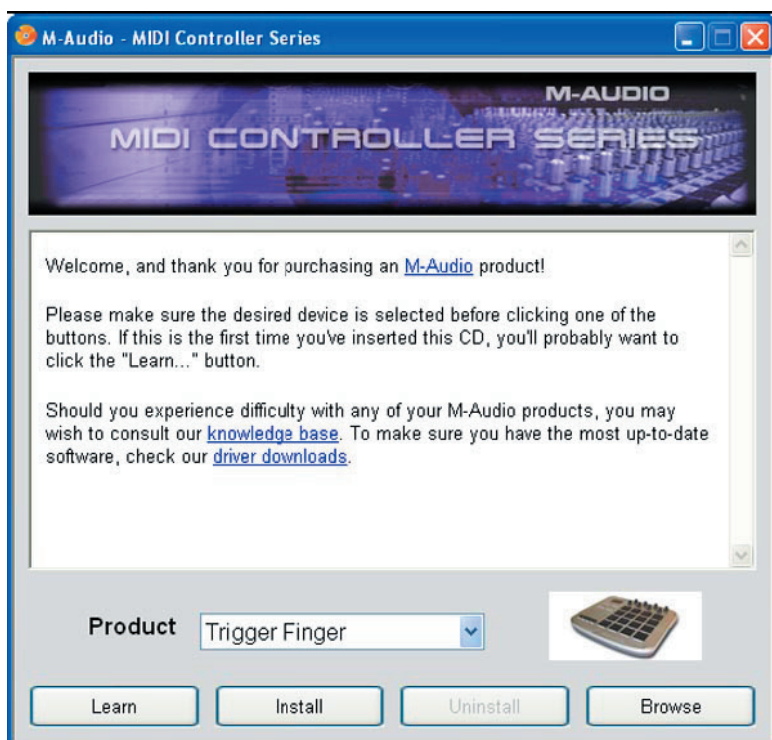 M-Audio - MIDI Controller Series
M-AUDIO
MIDI CONTROLLER SERIES
Welcome, and thank you for purchasing an M-Audio product!
Please make sure the desired device is selected before clicking one of the
buttons. If this is the first time you've inserted this CD, you'll probably want to
click the "Learn..." button.
Should you experience difficulty with any of your M-Audio products, you may
wish to consult our knowledge base. To make sure you have the most up-to-date
software, check our driver downloads.
Product
Trigger Finger
Learn
Install
Uninstall
Browse